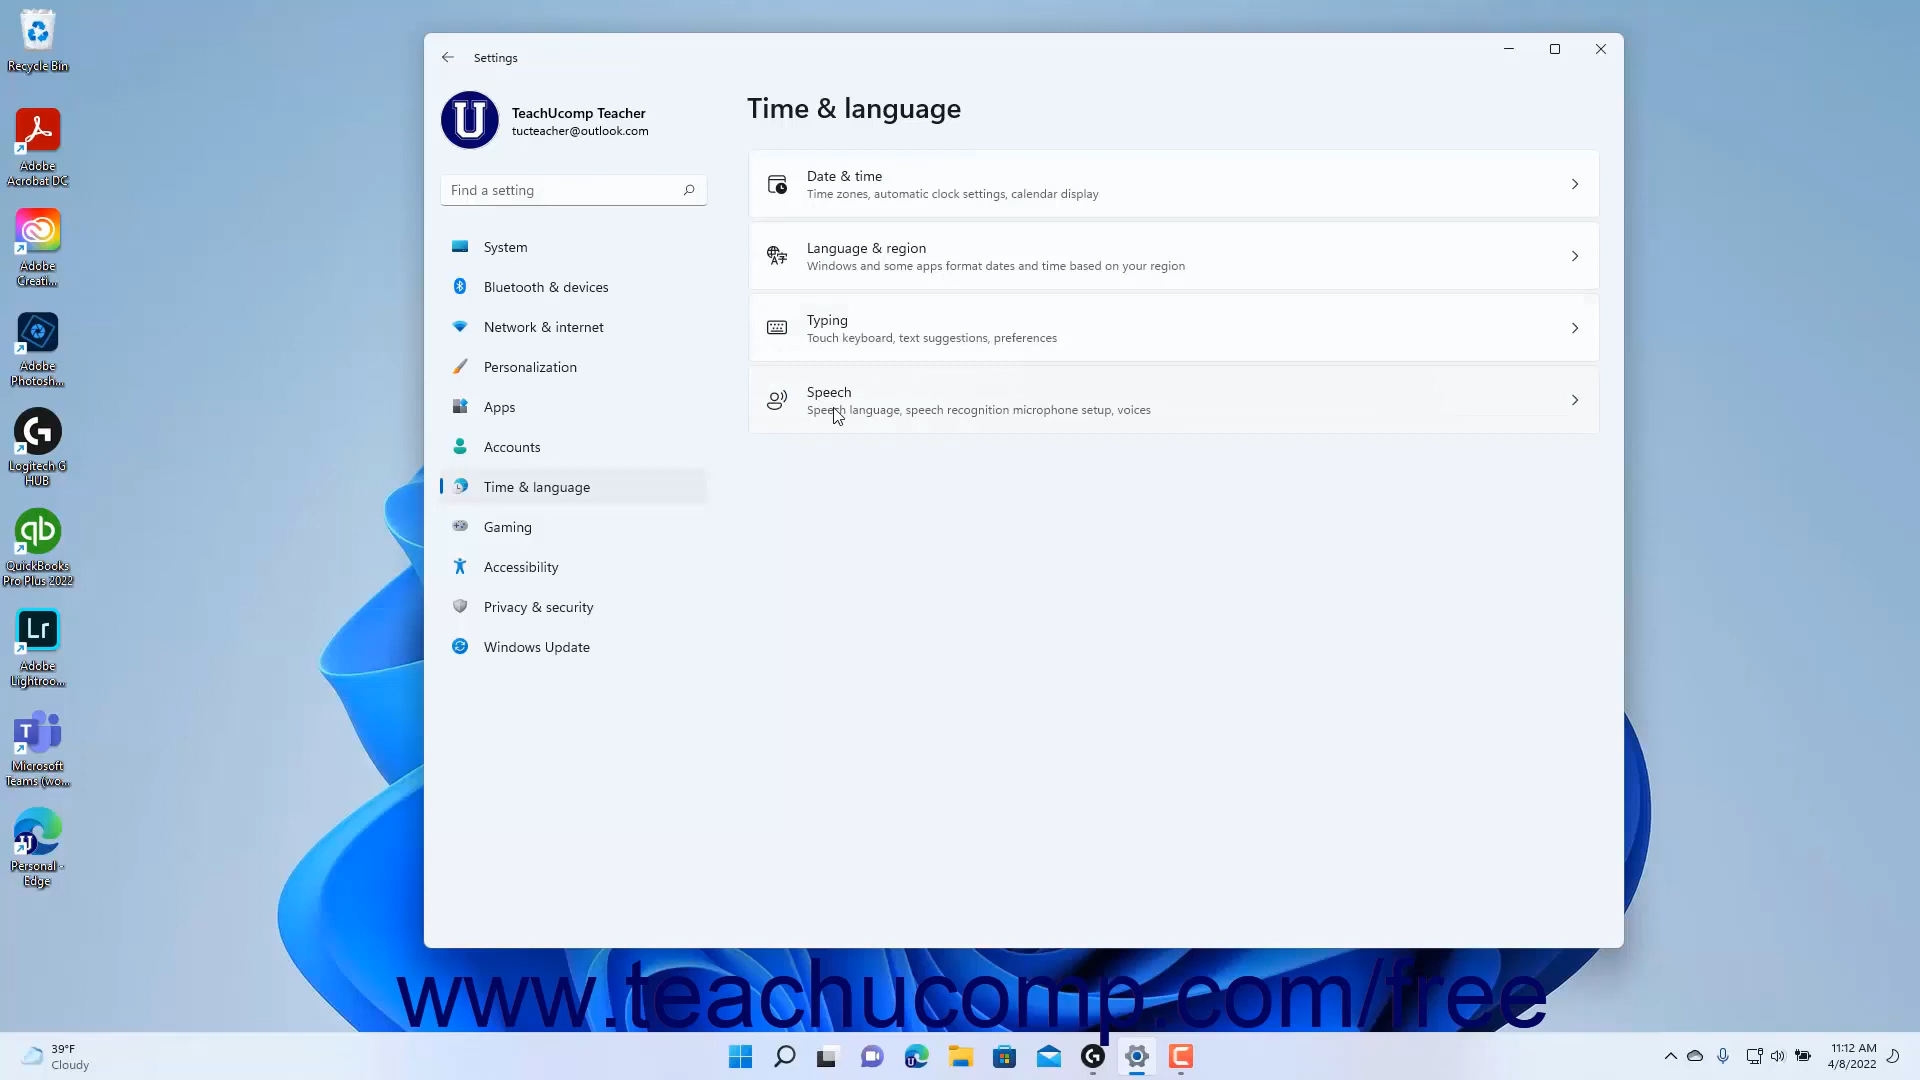 Recycle Bin
Adobe
Acrobat DC
Adobe
Creati...
Adobe
Photosh...
Logitech G
HUB
QuickBooks
Pro Plus 2022
Lr
Adobe
Lightroo...
T
Microsoft
Teams (wo...
U
Personal -
Edge
Settings
U
TeachUcomp Teacher
tucteacher@outlook.com
Find a setting
System
Bluetooth & devices
Network & internet
Personalization
Apps
Accounts
Time & language
Gaming
Accessibility
Privacy & security
Windows Update
Time & language
Date & time
Time zones, automatic clock settings, calendar display
Language & region
Windows and some apps format dates and time based on your region
Typing
Touch keyboard, text suggestions, preferences
Speech
Speech language, speech recognition microphone setup, voices
www.teachucomp.com/free
39°F
Cloudy
11:12 AM
4/8/2022